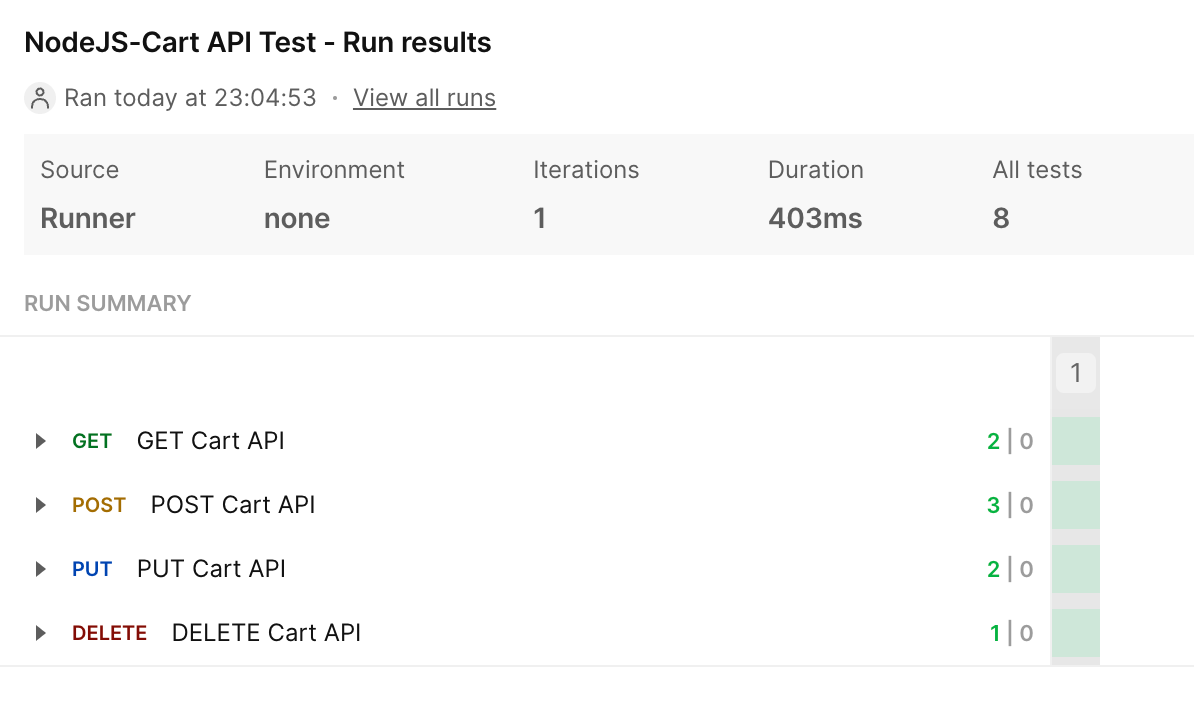 NodeJS-Cart API Test - Run results
Ran today at 23:04:53 · View all runs
Source Environment Iterations Duration All tests
Runner none 1 403ms 8
RUN SUMMARY
1
GET GET Cart API 2 | 0
POST POST Cart API 3 | 0
PUT PUT Cart API 2 | 0
DELETE DELETE Cart API 1 | 0